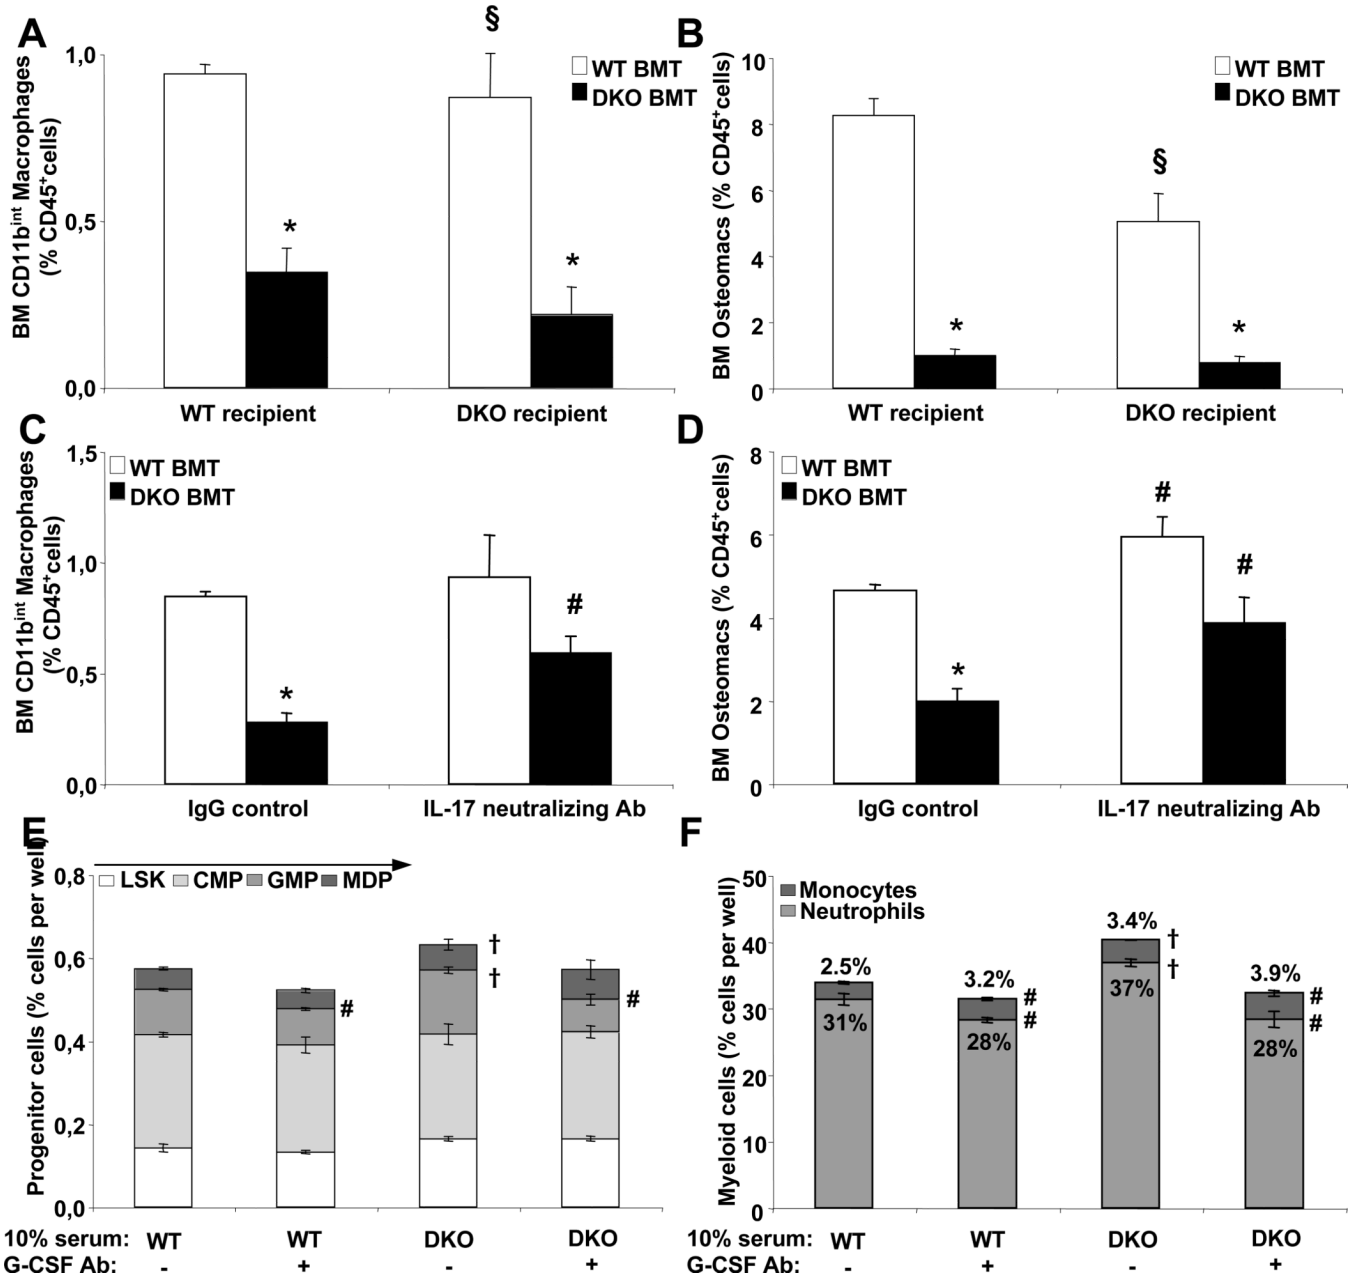 A
BM CD11b^int Macrophages
(% CD45^+cells)
1,0
0,5
0,0
§
*
*
WT BMT
DKO BMT
WT recipient
DKO recipient
B
BM Osteomacs (% CD45^+cells)
10
8
6
4
2
0
§
*
*
WT BMT
DKO BMT
WT recipient
DKO recipient
C
BM CD11b^int Macrophages
(% CD45^+cells)
1,5
1,0
0,5
0,0
WT BMT
DKO BMT
*
#
IgG control
IL-17 neutralizing Ab
D
BM Osteomacs (% CD45^+cells)
8
6
4
2
0
WT BMT
DKO BMT
*
#
#
IgG control
IL-17 neutralizing Ab
E
Progenitor cells (% cells per well)
0,8
0,6
0,4
0,2
0,0
LSK CMP GMP MDP
#
†
†
#
10% serum: WT WT DKO DKO
G-CSF Ab: - + - +
F
Myeloid cells (% cells per well)
50
40
30
20
10
0
Monocytes
Neutrophils
2.5%
31%
3.2%
28%
#
#
3.4%
37%
†
†
3.9%
28%
#
#
10% serum: WT WT DKO DKO
G-CSF Ab: - + - +